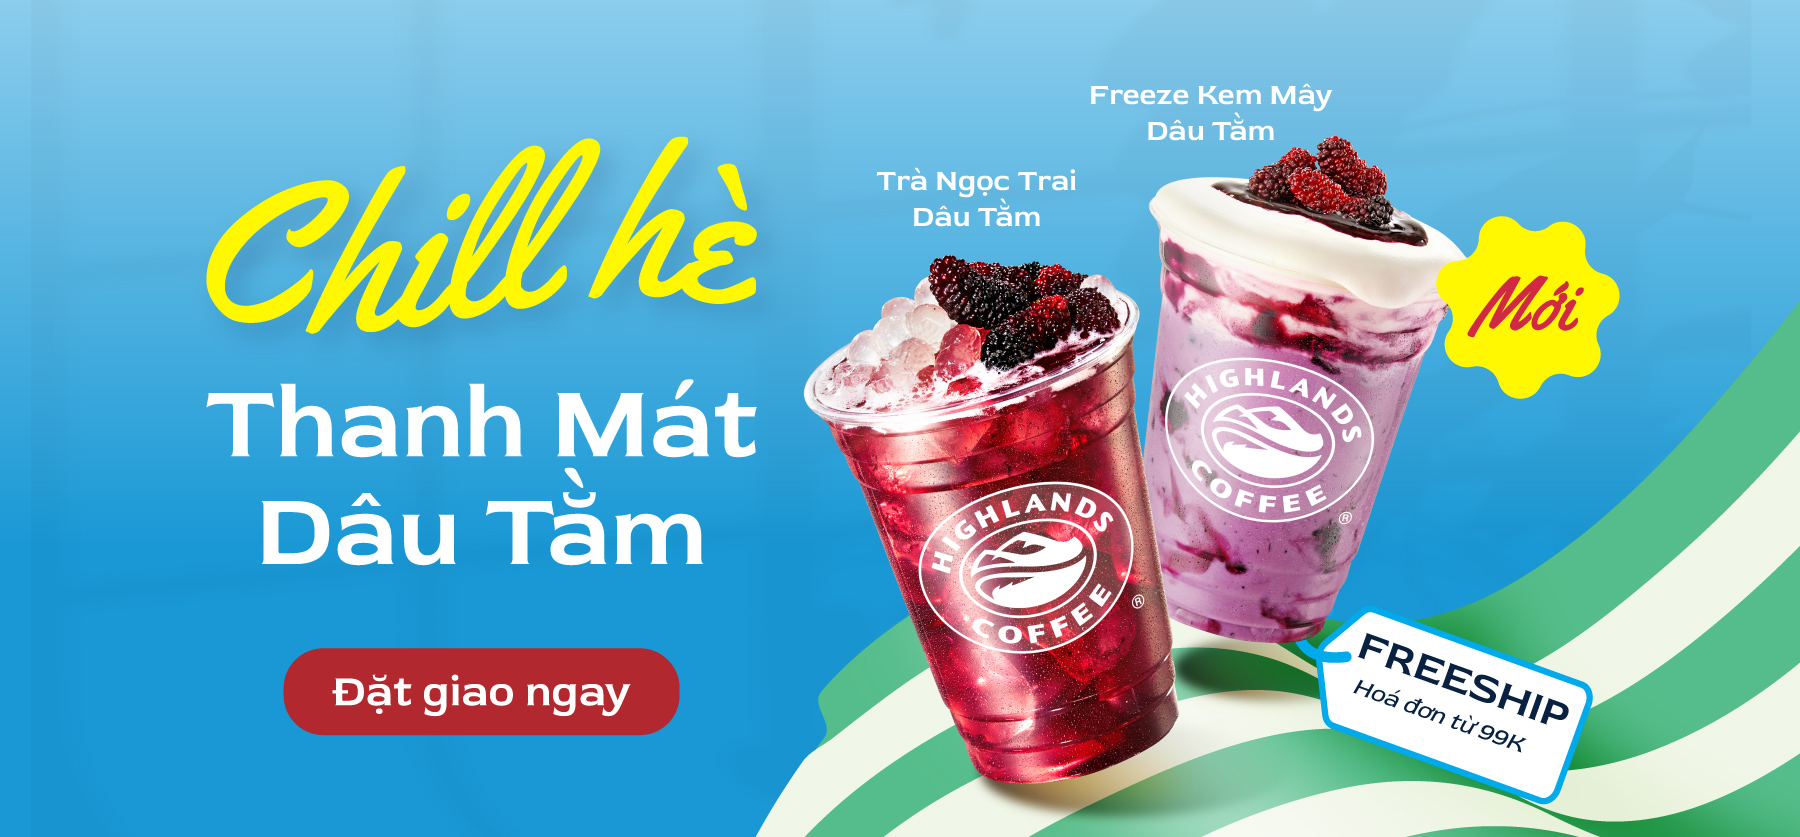 Chill hè
Thanh Mát
Dâu Tằm
Đặt giao ngay
Trà Ngọc Trai
Dâu Tằm
Freeze Kem Mây
Dâu Tằm
Mới
HIGHLANDS
COFFEE
®
HIGHLANDS
COFFEE
®
FREESHIP
Hoá đơn từ 99K